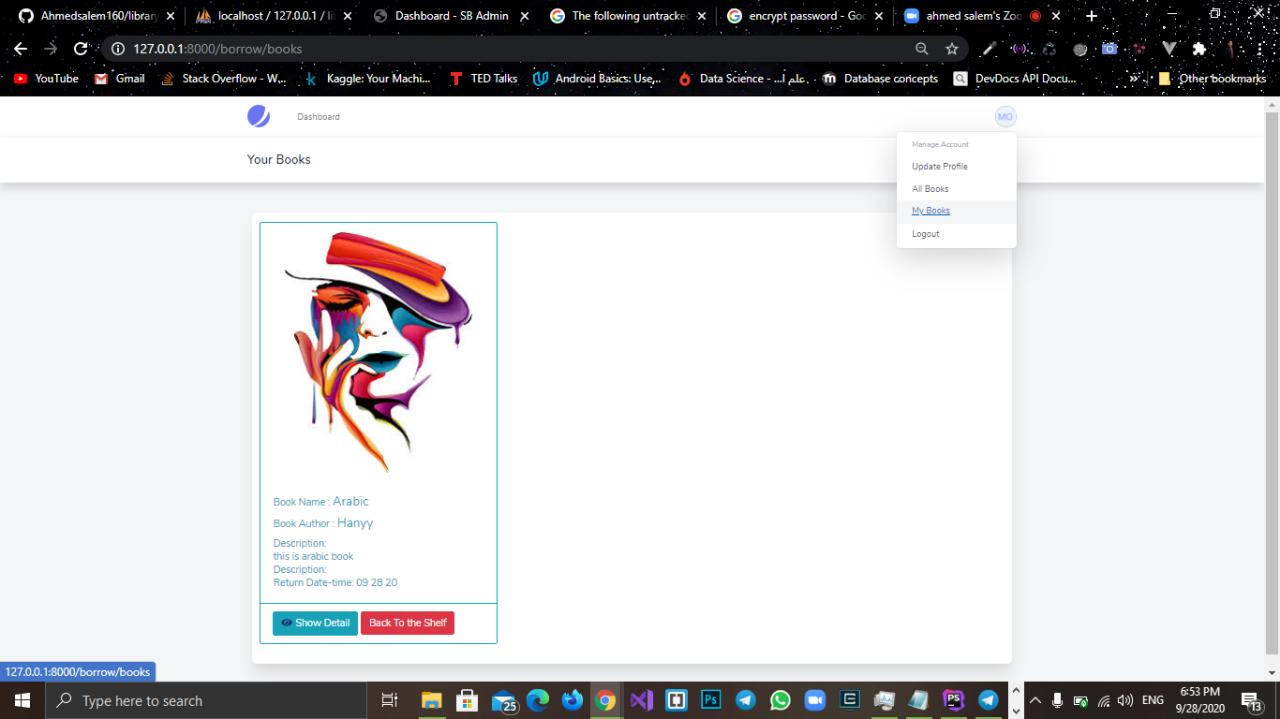 Ahmedsalem160/library
localhost / 127.0.0.1 / li
Dashboard - SB Admin
The following untracke
encrypt password - Goo
ahmed salem's Zoo
127.0.0.1:8000/borrow/books
YouTube
Gmail
Stack Overflow - W...
Kaggle: Your Machi...
TED Talks
Android Basics: Use...
Data Science - ...علم أ
Database concepts
DevDocs API Docu...
»
Other bookmarks
Dashboard
MO
Your Books
Manage Account
Update Profile
All Books
My Books
Logout
Book Name : Arabic
Book Author : Hanyy
Description:
this is arabic book
Description:
Return Date-time: 09 28 20
Show Detail
Back To the Shelf
127.0.0.1:8000/borrow/books
Type here to search
25
Ps
PS
ENG
6:53 PM
9/28/2020
13